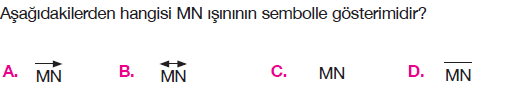 Aşağıdakilerden hangisi MN ışınının sembolle gösterimidir?
A. MN B. MN C. MN D. MN